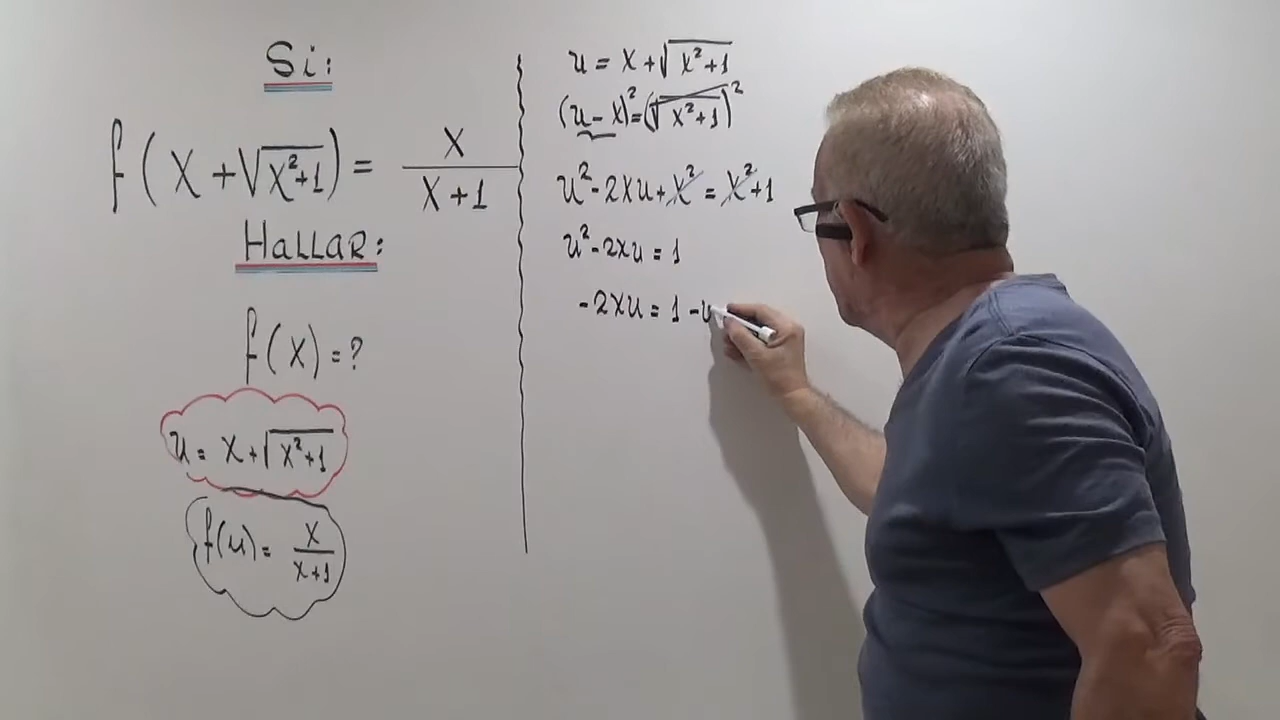 Si:
f(x+√x²+1) = x/x+1
Hallar:
f(x) = ?
u = x+√x²+1
f(u) = x/x+1
u = x+√x²+1
(u-x)² = (√x²+1)²
u²-2xu+x² = x²+1
u²-2xu = 1
-2xu = 1-u